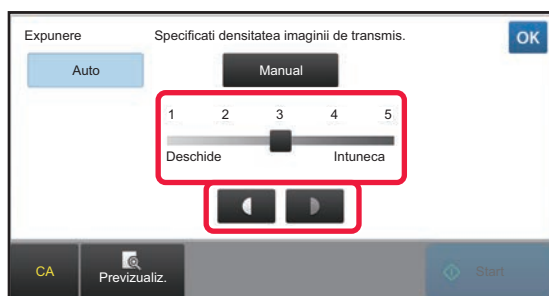 Expunere Specificati densitatea imaginii de transmis. OK
Auto Manual
1 2 3 4 5
Deschide Intuneca
CA Previzualiz. Start